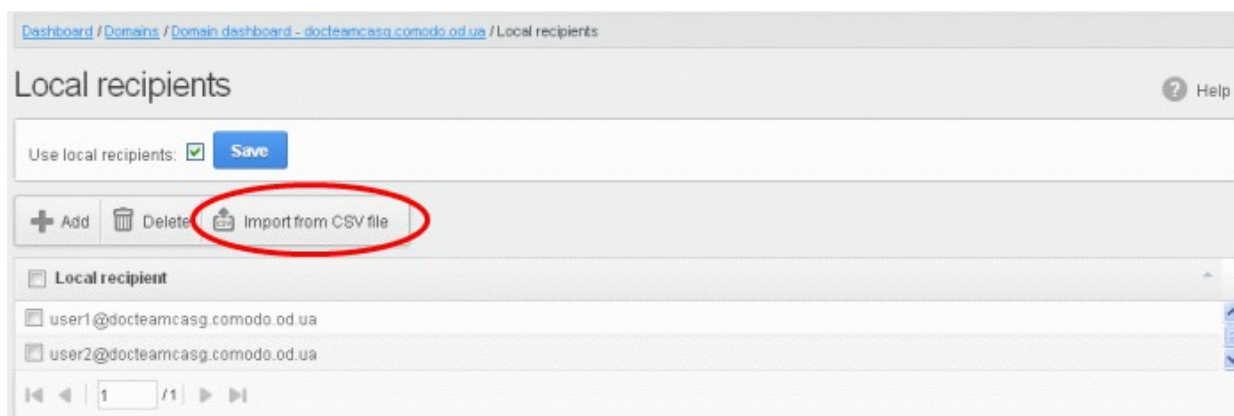 Dashboard / Domains / Domain dashboard - docteamcasg.comodo.od.ua / Local recipients
Local recipients
Help
Use local recipients: Save
Add Delete Import from CSV file
Local recipient
user1@docteamcasg.comodo.od.ua
user2@docteamcasg.comodo.od.ua
1 /1